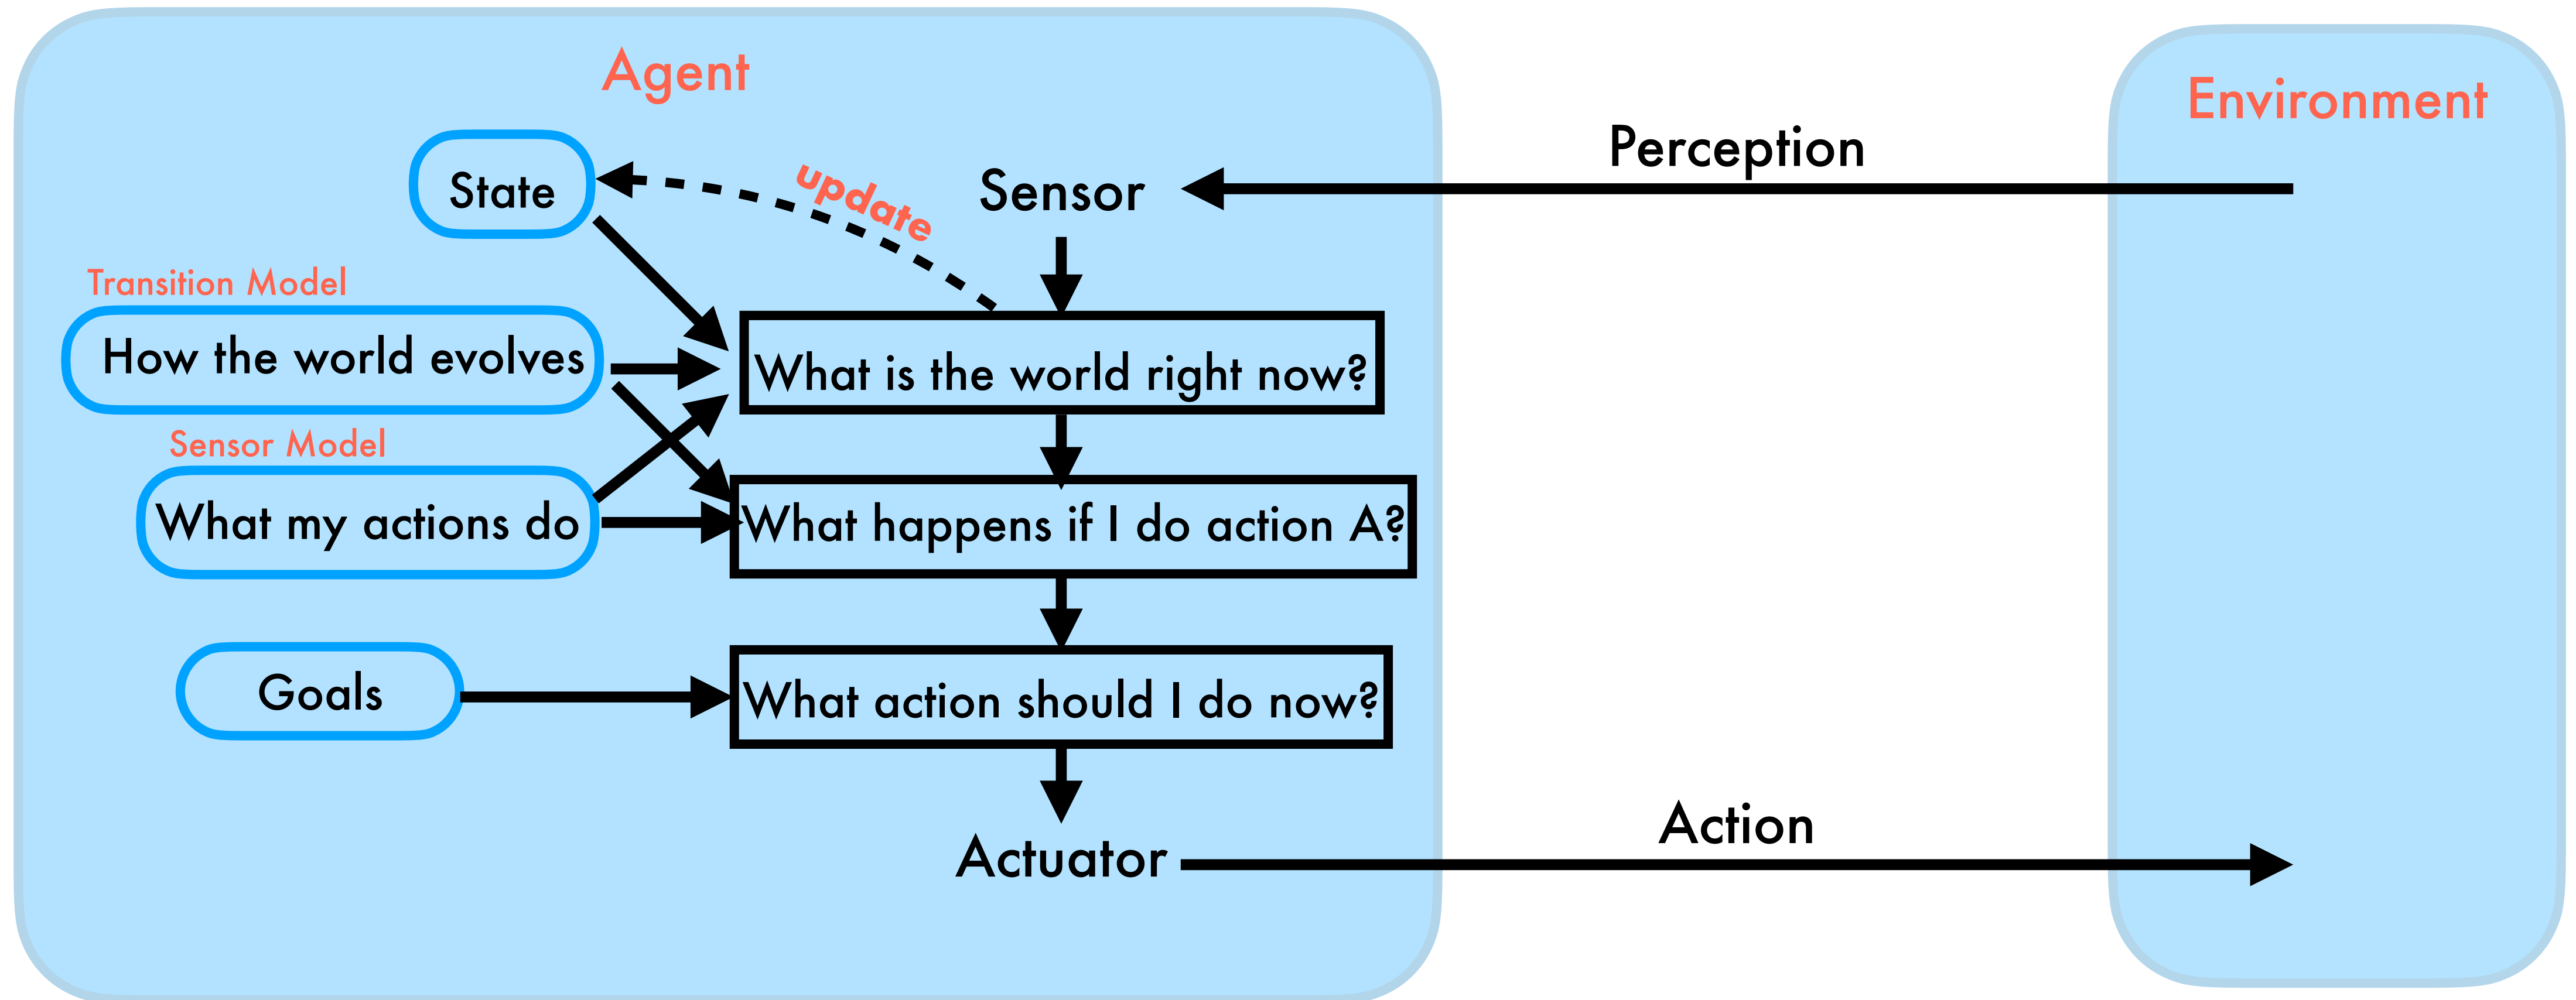 Agent
Environment
Perception
State
update
Sensor
Transition Model
How the world evolves
What is the world right now?
Sensor Model
What my actions do
What happens if I do action A?
Goals
What action should I do now?
Action
Actuator